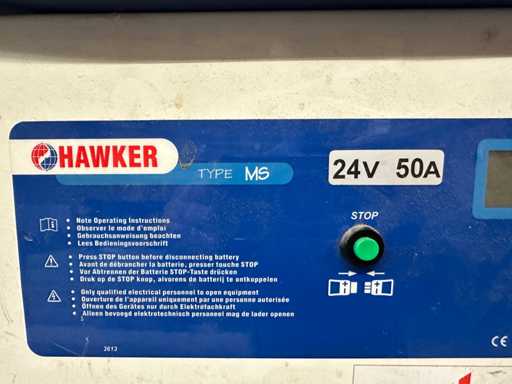 HAWKER
TYPE MS
24V 50A
STOP
• Note Operating Instructions
• Observer le mode d'emploi
• Gebrauchsanweisung beachten
• Lees Bedieningsvoorschrift
• Press STOP button before disconnecting battery
• Avant de débrancher la batterie, presser touche STOP
• Vor Abtrennen der Batterie STOP-Taste drücken
• Druk op de STOP knop, alvorens de batterij te ontkoppelen
• Only qualified electrical personnel to open equipment
• Ouverture de l'appareil uniquement par une personne autorisée
• Öffnen des Gerätes nur durch Elektrofachkraft
• Alleen bevoegd elektrotechnisch personneel mag de lader openen
3613
CE